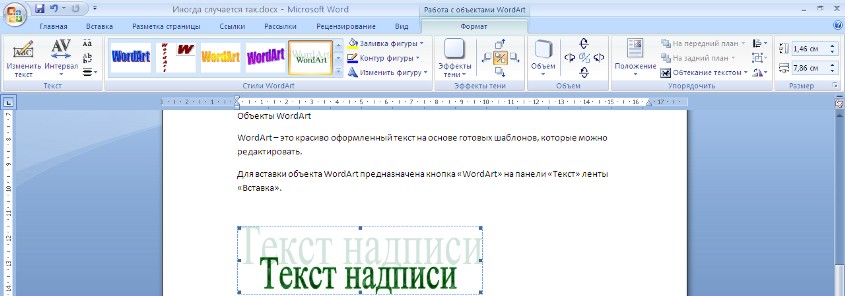 Иногда случается так.docx - Microsoft Word
Работа с объектами WordArt
Главная Вставка Разметка страницы Ссылки Рассылки Рецензирование Вид Формат
Изменить текст
АВ
AV
Интервал
Текст
WordArt WordArt WordArt WordArt WordArt
Стили WordArt
Заливка фигуры
Контур фигуры
Изменить фигуру
Эффекты тени
Эффекты тени
Объем
Объем
Положение
На передний план
На задний план
Обтекание текстом
Упорядочить
1,46 см
7,86 см
Размер
Объекты WordArt
WordArt – это красиво оформленный текст на основе готовых шаблонов, которые можно
редактировать.
Для вставки объекта WordArt предназначена кнопка «WordArt» на панели «Текст» ленты
«Вставка».
Текст надписи